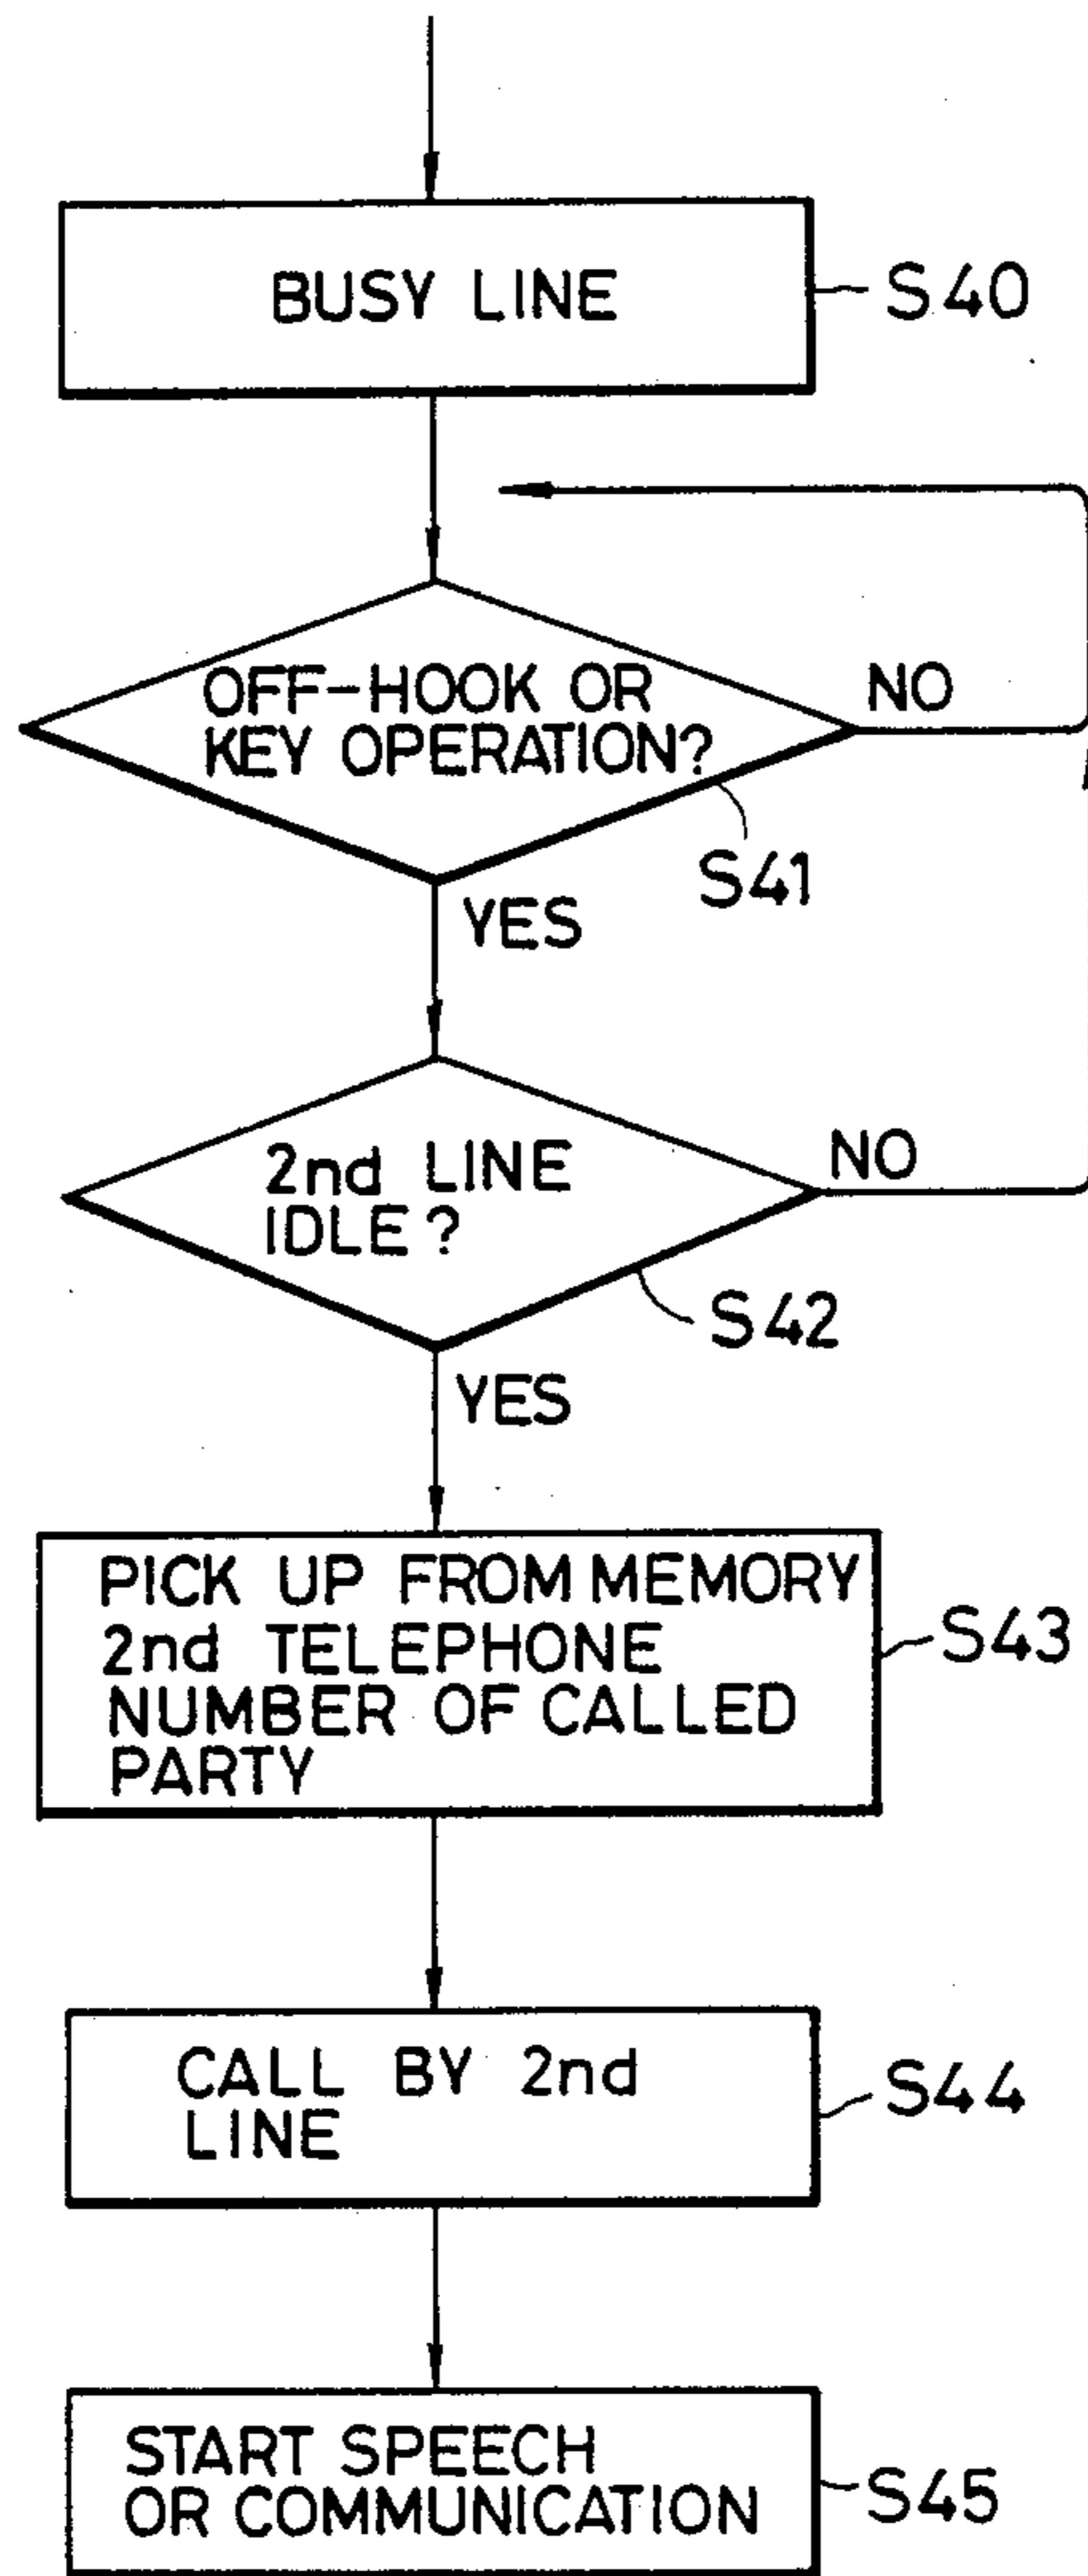 BUSY LINE
S40
OFF-HOOK OR
KEY OPERATION?
NO
S41
YES
2nd LINE
IDLE?
NO
S42
YES
PICK UP FROM MEMORY
2nd TELEPHONE
NUMBER OF CALLED
PARTY
S43
CALL BY 2nd
LINE
S44
START SPEECH
OR COMMUNICATION
S45